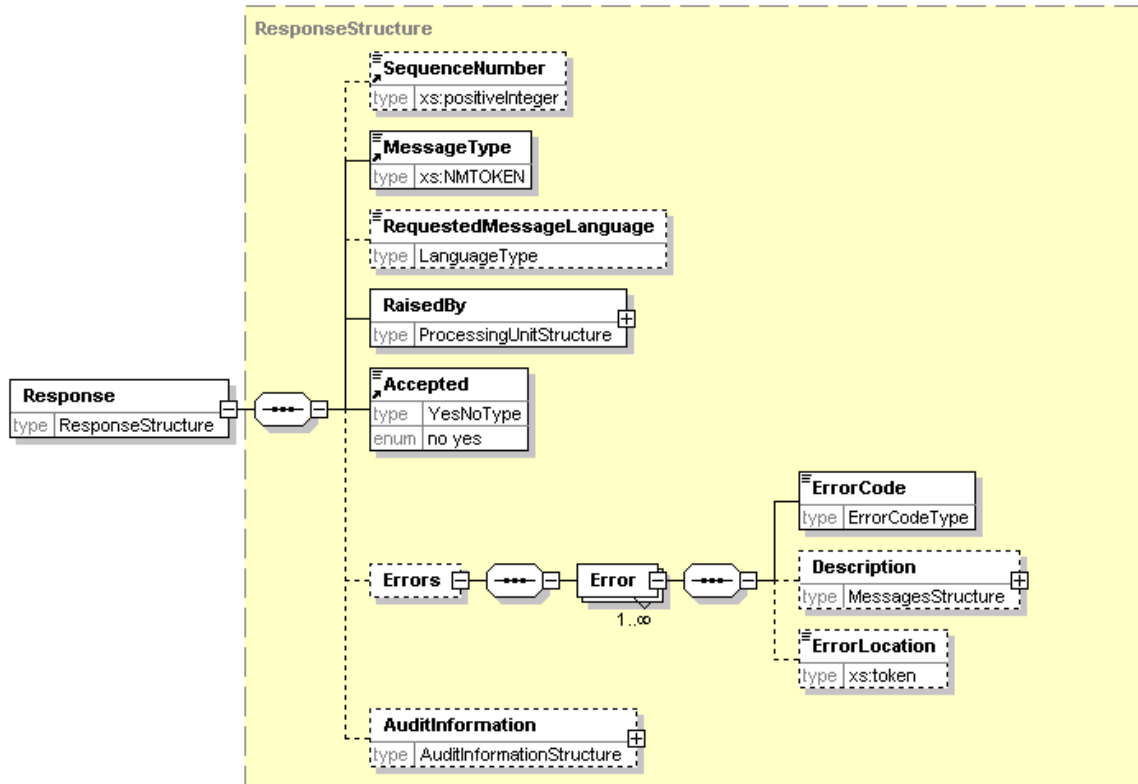 ResponseStructure
SequenceNumber
type xs:positiveInteger
MessageType
type xs:NMTOKEN
RequestedMessageLanguage
type LanguageType
RaisedBy
type ProcessingUnitStructure
Response
type ResponseStructure
Accepted
type YesNoType
enum no yes
ErrorCode
type ErrorCodeType
Errors
Error
1..∞
Description
type MessagesStructure
ErrorLocation
type xs:token
AuditInformation
type AuditInformationStructure